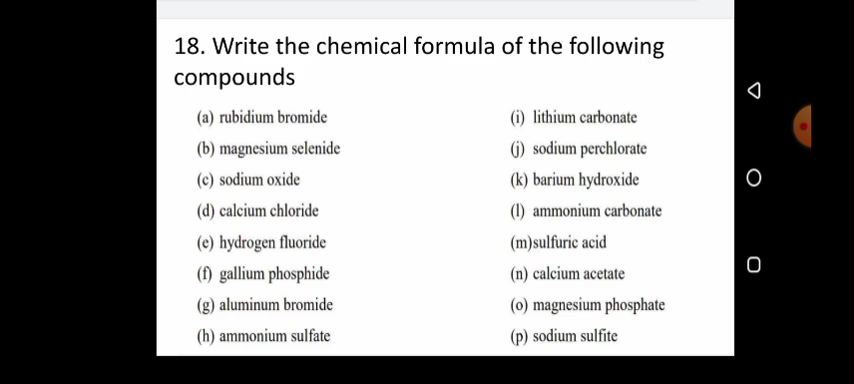 18. Write the chemical formula of the following
compounds
(a) rubidium bromide
(b) magnesium selenide
(c) sodium oxide
(d) calcium chloride
(e) hydrogen fluoride
(f) gallium phosphide
(g) aluminum bromide
(h) ammonium sulfate
(i) lithium carbonate
(j) sodium perchlorate
(k) barium hydroxide
(l) ammonium carbonate
(m)sulfuric acid
(n) calcium acetate
(o) magnesium phosphate
(p) sodium sulfite